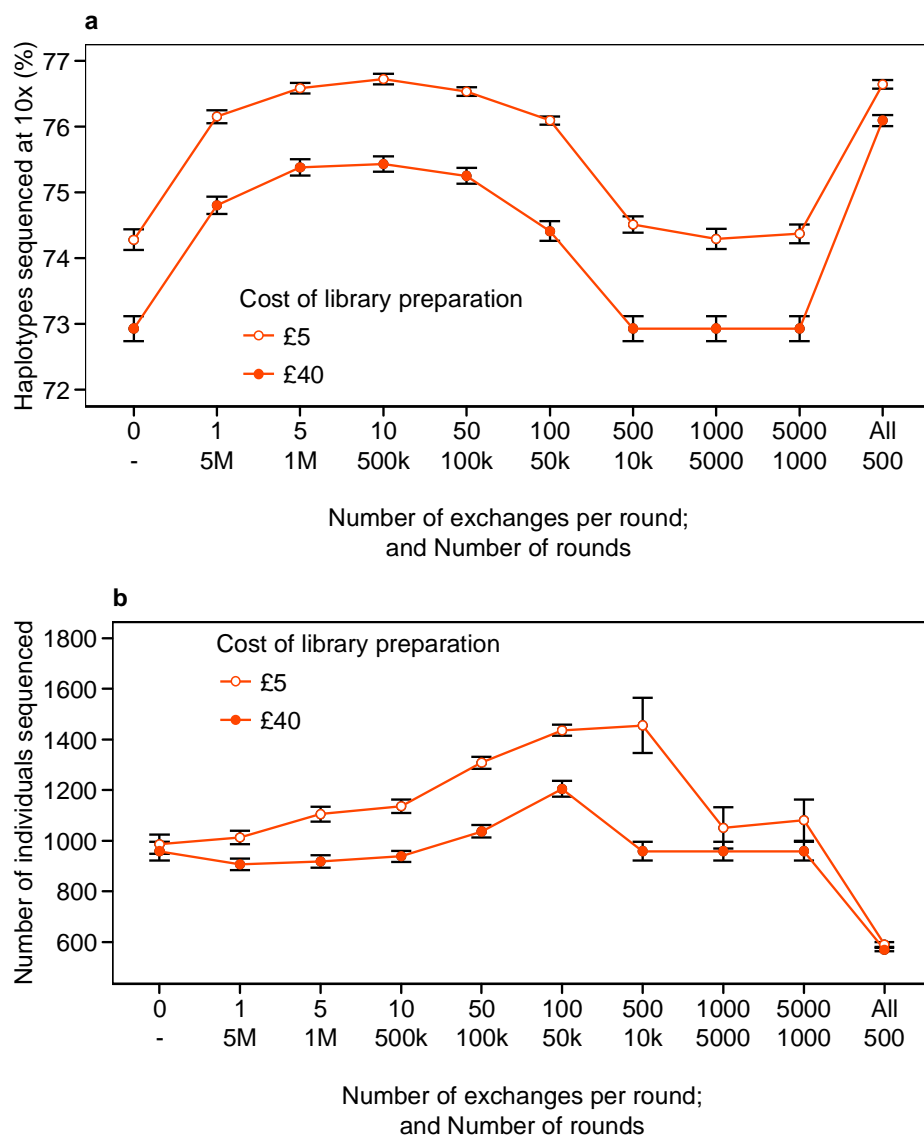 a
Haplotypes sequenced at 10x (%)
77
76
75
74
73
72
Cost of library preparation
£5
£40
0 1 5 10 50 100 500 1000 5000 All
- 5M 1M 500k 100k 50k 10k 5000 1000 500
Number of exchanges per round;
and Number of rounds
b
Number of individuals sequenced
1800
1600
1400
1200
1000
800
600
Cost of library preparation
£5
£40
0 1 5 10 50 100 500 1000 5000 All
- 5M 1M 500k 100k 50k 10k 5000 1000 500
Number of exchanges per round;
and Number of rounds